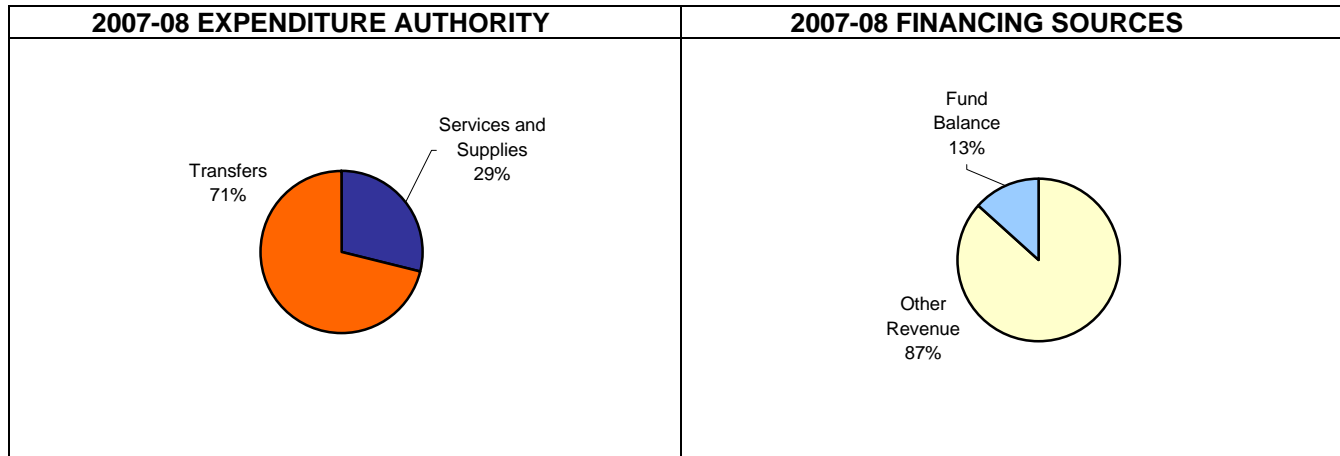 2007-08 EXPENDITURE AUTHORITY
Services and
Supplies
29%
Transfers
71%
2007-08 FINANCING SOURCES
Fund
Balance
13%
Other
Revenue
87%